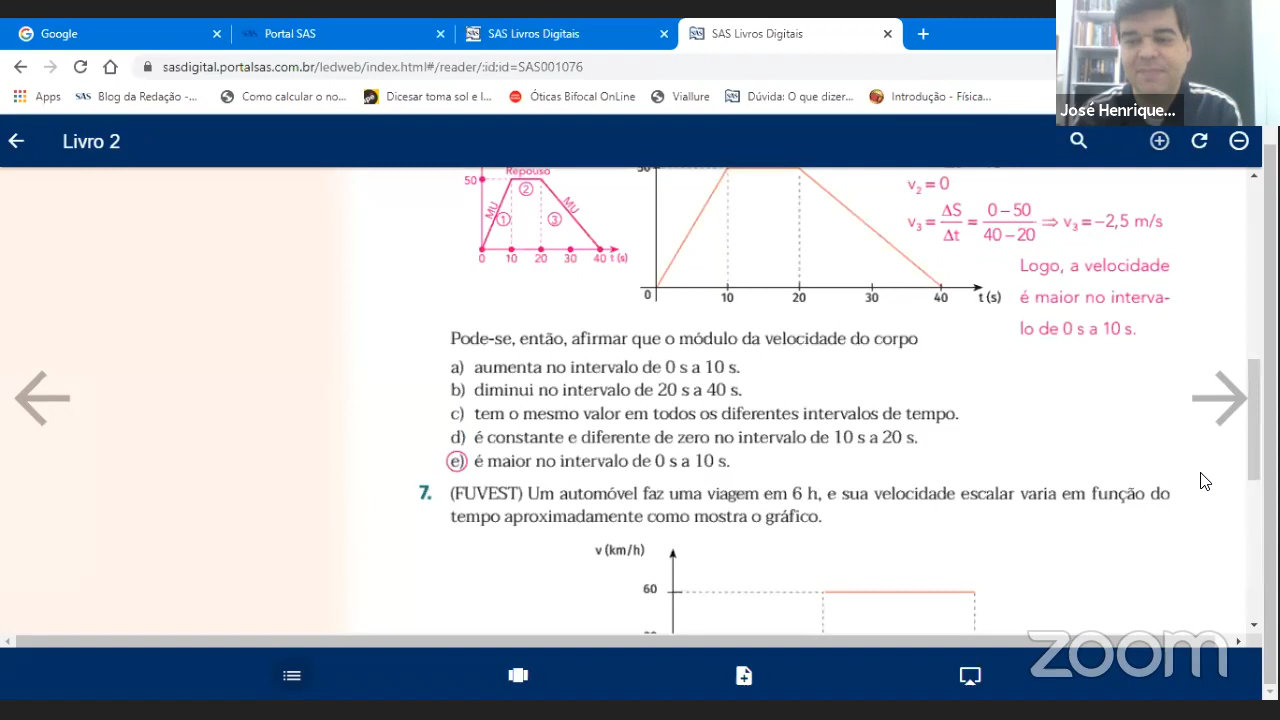 Google
Portal SAS
SAS Livros Digitais
SAS Livros Digitais
sasdigital.portalsas.com.br/ledweb/index.html#/reader/:id:id=SAS001076
Apps
SAS Blog da Redação -...
Como calcular o no...
Dicesar toma sol e l...
Óticas Bifocal OnLine
Viallure
Dúvida: O que dizer...
Introdução - Física...
José Henrique...
Livro 2
Repouso
50
MU
①
②
③
MU
0 10 20 30 40 t(s)
0 10 20 30 40 t(s)
v₂ = 0
v₃ = ΔS/Δt = 0 – 50/40 – 20 ⇒ v₃ = –2,5 m/s
Logo, a velocidade
é maior no interva-
lo de 0 s a 10 s.
Pode-se, então, afirmar que o módulo da velocidade do corpo
a) aumenta no intervalo de 0 s a 10 s.
b) diminui no intervalo de 20 s a 40 s.
c) tem o mesmo valor em todos os diferentes intervalos de tempo.
d) é constante e diferente de zero no intervalo de 10 s a 20 s.
e) é maior no intervalo de 0 s a 10 s.
7. (FUVEST) Um automóvel faz uma viagem em 6 h, e sua velocidade escalar varia em função do
tempo aproximadamente como mostra o gráfico.
v (km/h)
60
zoom